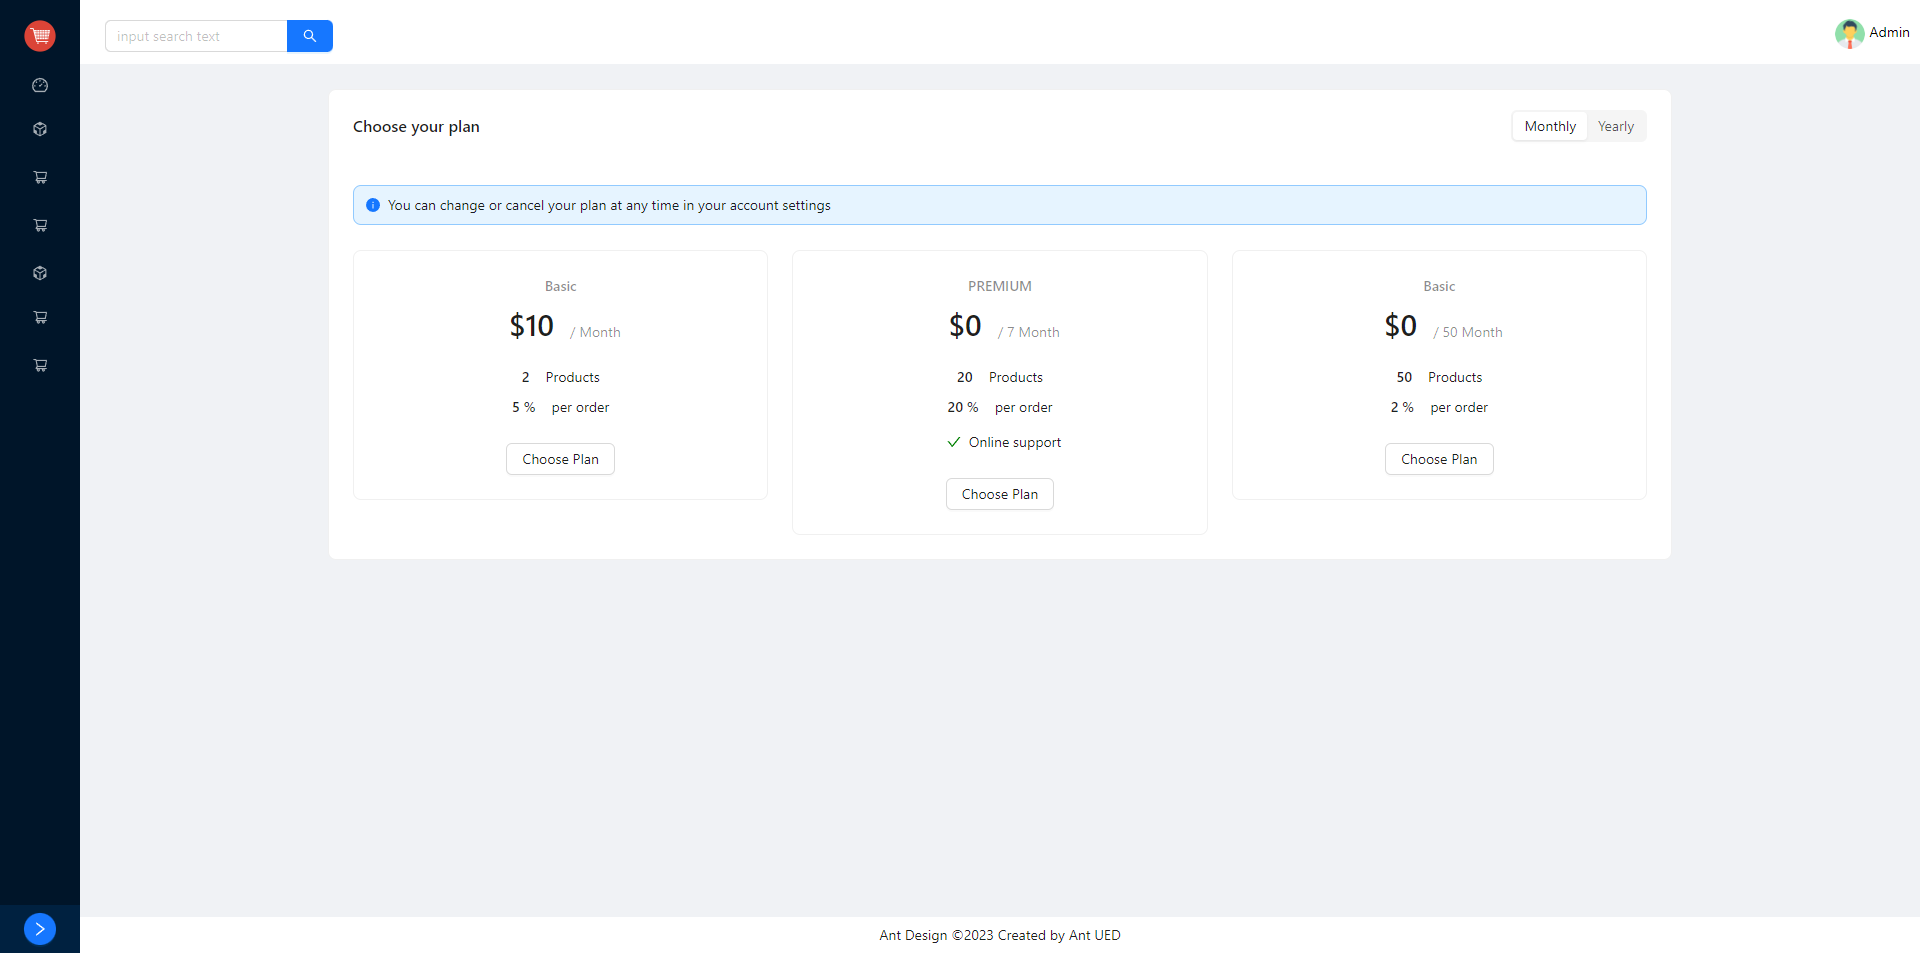 input search text
Admin
Choose your plan
Monthly Yearly
You can change or cancel your plan at any time in your account settings
Basic
$10 / Month
2 Products
5 % per order
Choose Plan
PREMIUM
$0 / 7 Month
20 Products
20 % per order
Online support
Choose Plan
Basic
$0 / 50 Month
50 Products
2 % per order
Choose Plan
Ant Design ©2023 Created by Ant UED